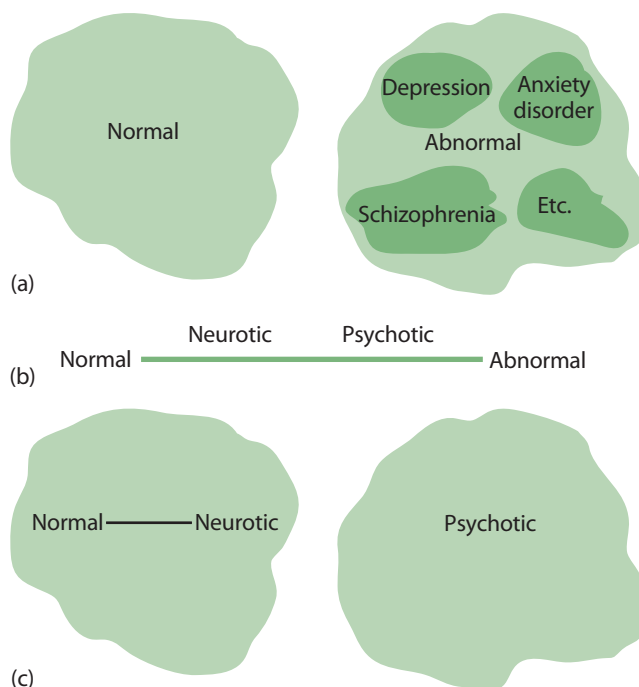 Normal
Depression
Anxiety
disorder
Abnormal
Schizophrenia
Etc.
(a)
Neurotic Psychotic
Normal Abnormal
(b)
Normal Neurotic
Psychotic
(c)